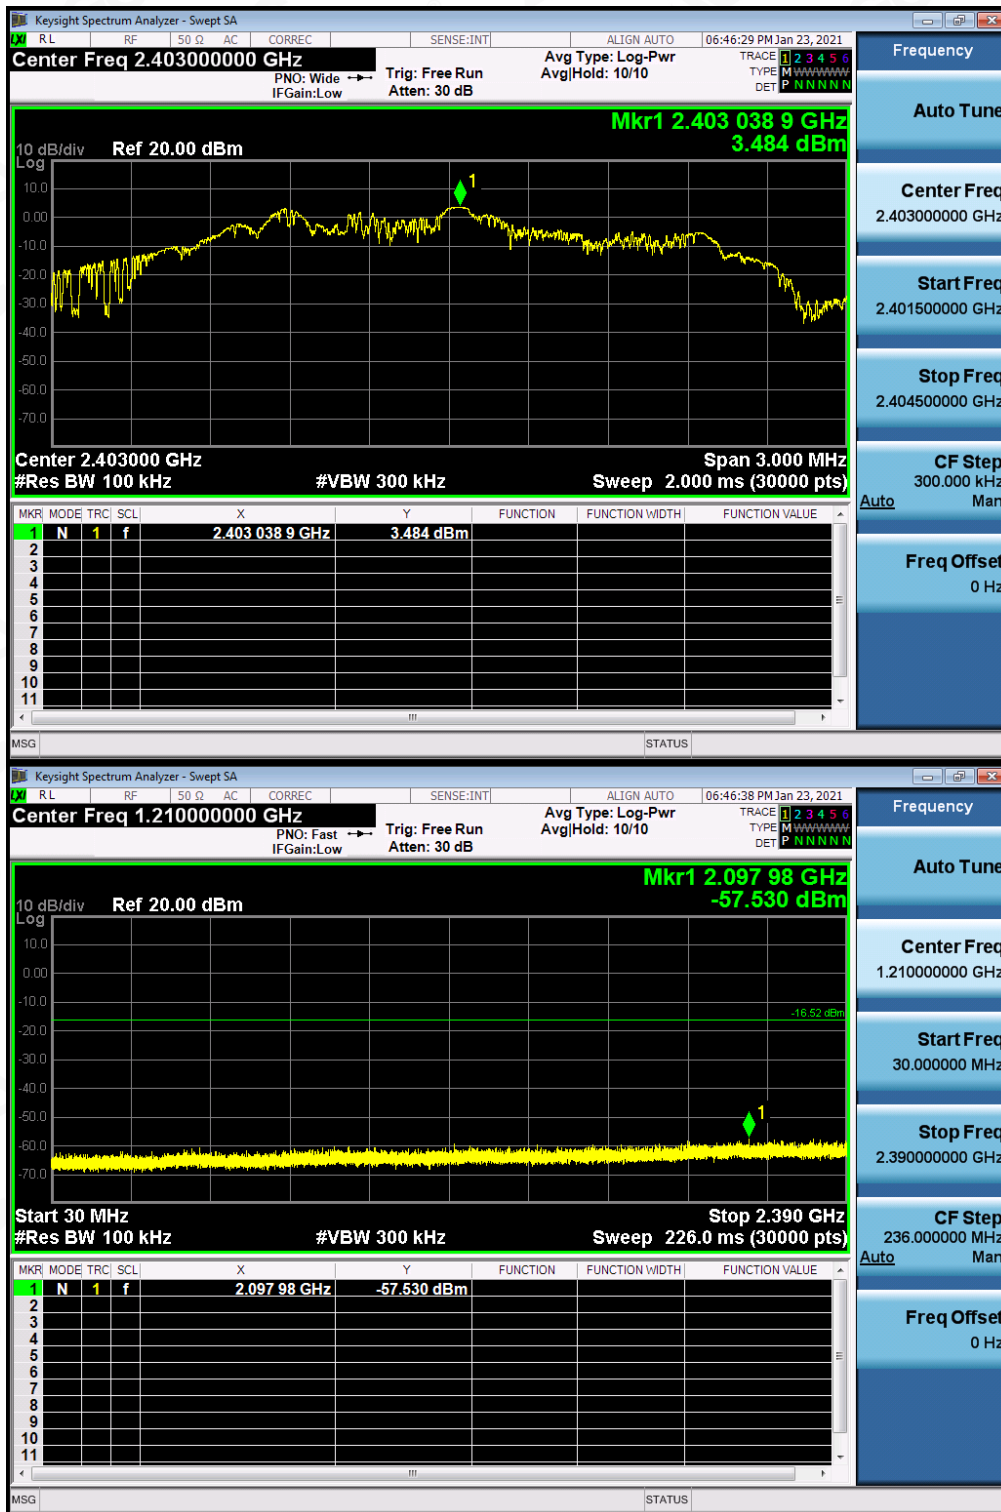 Keysight Spectrum Analyzer - Swept SA
LXI RL RF 50 Ω AC CORREC SENSE:INT ALIGN AUTO 06:46:29 PM Jan 23, 2021
Center Freq 2.403000000 GHz Avg Type: Log-Pwr TRACE 1 2 3 4 5 6
PNO: Wide Trig: Free Run Avg|Hold: 10/10 TYPE M WWWWW
IFGain:Low Atten: 30 dB DET P N N N N N
Frequency
Auto Tune
Mkr1 2.403 038 9 GHz
3.484 dBm
10 dB/div Ref 20.00 dBm
Log
10.0
0.00
-10.0
-20.0
-30.0
-40.0
-50.0
-60.0
-70.0
1
Center 2.403000 GHz Span 3.000 MHz
#Res BW 100 kHz #VBW 300 kHz Sweep 2.000 ms (30000 pts)
Center Freq
2.403000000 GHz
Start Freq
2.401500000 GHz
Stop Freq
2.404500000 GHz
CF Step
300.000 kHz
Auto Man
Freq Offset
0 Hz
MKR MODE TRC SCL X Y FUNCTION FUNCTION WIDTH FUNCTION VALUE
1 N 1 f 2.403 038 9 GHz 3.484 dBm
2
3
4
5
6
7
8
9
10
11
MSG STATUS
Keysight Spectrum Analyzer - Swept SA
LXI RL RF 50 Ω AC CORREC SENSE:INT ALIGN AUTO 06:46:38 PM Jan 23, 2021
Center Freq 1.210000000 GHz Avg Type: Log-Pwr TRACE 1 2 3 4 5 6
PNO: Fast Trig: Free Run Avg|Hold: 10/10 TYPE M WWWWW
IFGain:Low Atten: 30 dB DET P N N N N N
Frequency
Auto Tune
Mkr1 2.097 98 GHz
-57.530 dBm
10 dB/div Ref 20.00 dBm
Log
10.0
0.00
-10.0
-20.0
-30.0
-40.0
-50.0
-60.0
-70.0
-16.52 dBm
1
Start 30 MHz Stop 2.390 GHz
#Res BW 100 kHz #VBW 300 kHz Sweep 226.0 ms (30000 pts)
Center Freq
1.210000000 GHz
Start Freq
30.000000 MHz
Stop Freq
2.390000000 GHz
CF Step
236.000000 MHz
Auto Man
Freq Offset
0 Hz
MKR MODE TRC SCL X Y FUNCTION FUNCTION WIDTH FUNCTION VALUE
1 N 1 f 2.097 98 GHz -57.530 dBm
2
3
4
5
6
7
8
9
10
11
MSG STATUS